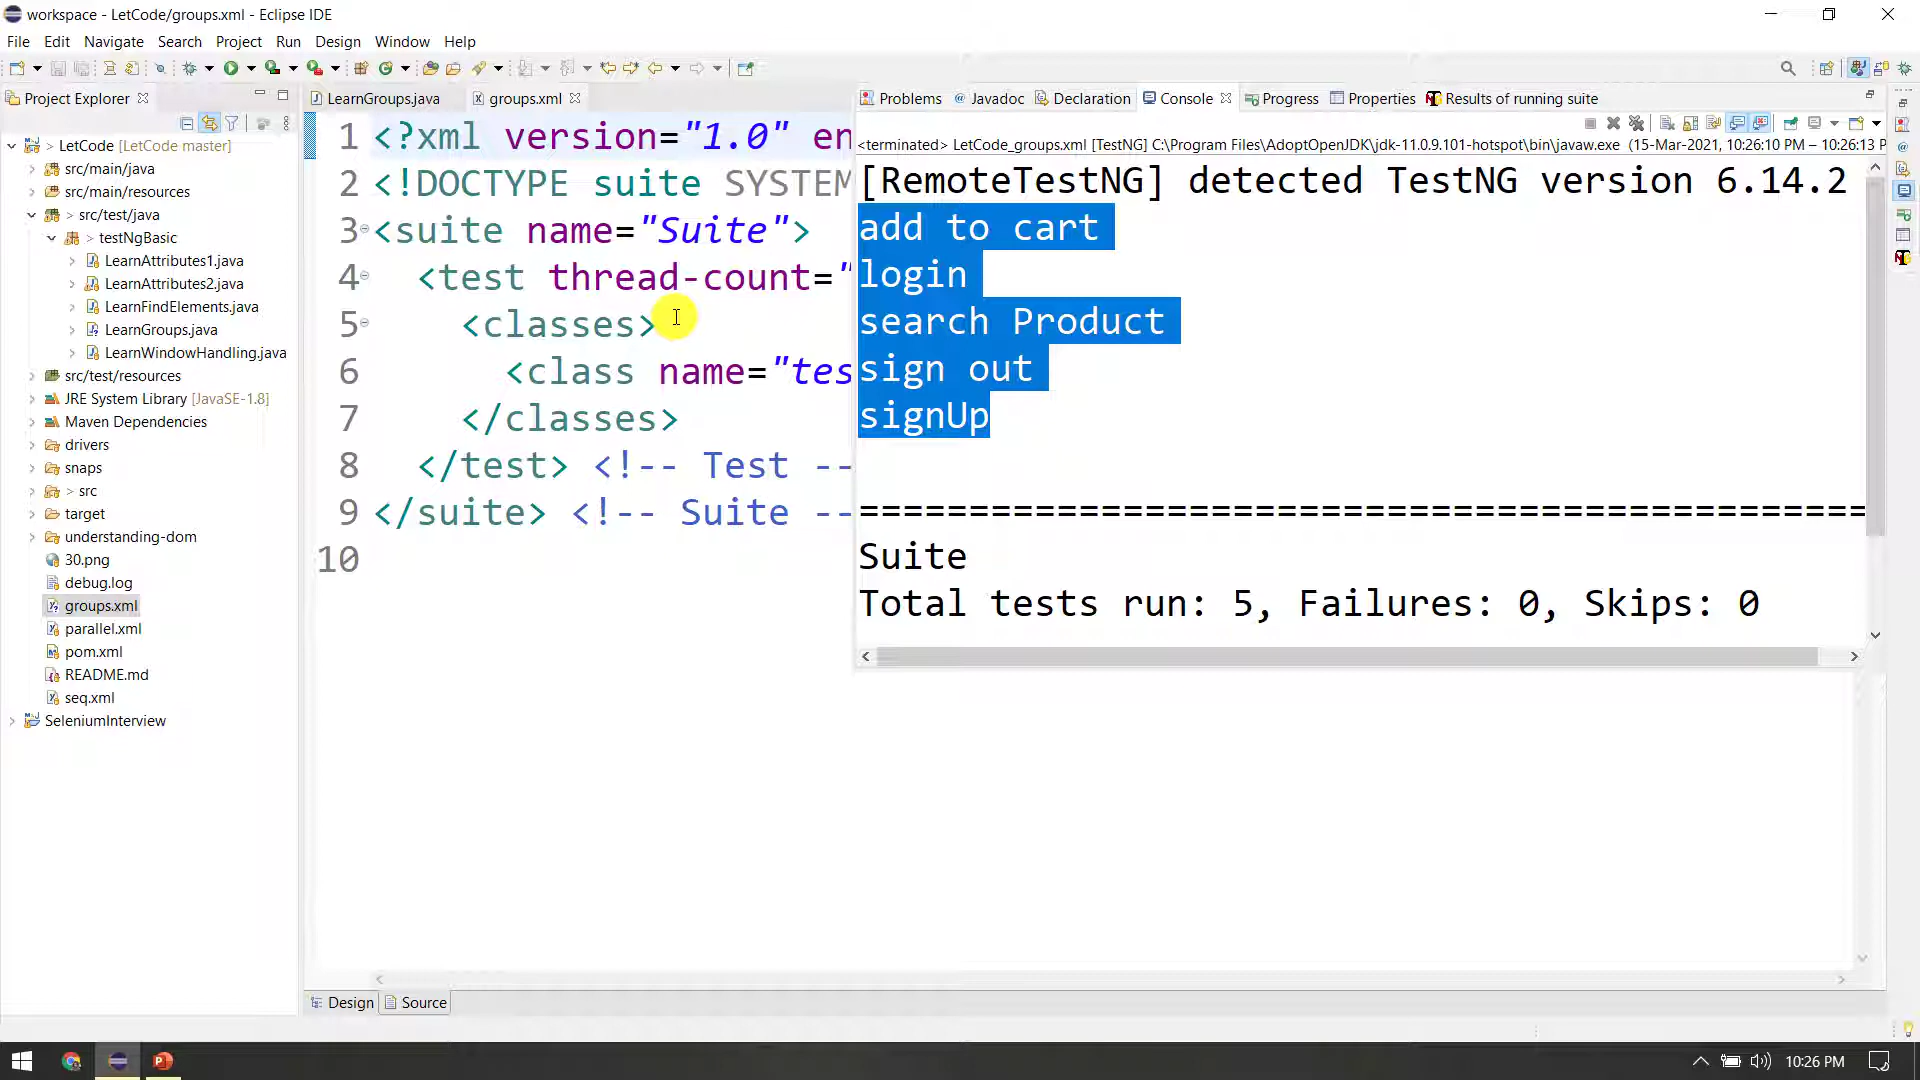 workspace - LetCode/groups.xml - Eclipse IDE
File Edit Navigate Search Project Run Design Window Help
Project Explorer
LetCode [LetCode master]
src/main/java
src/main/resources
src/test/java
testNgBasic
LearnAttributes1.java
LearnAttributes2.java
LearnFindElements.java
LearnGroups.java
LearnWindowHandling.java
src/test/resources
JRE System Library [JavaSE-1.8]
Maven Dependencies
drivers
snaps
src
target
understanding-dom
30.png
debug.log
groups.xml
parallel.xml
pom.xml
README.md
seq.xml
SeleniumInterview
LearnGroups.java groups.xml
1 <?xml version="1.0" en
2 <!DOCTYPE suite SYSTEM
3 <suite name="Suite">
4 <test thread-count="
5 <classes>
6 <class name="tes
7 </classes>
8 </test> <!-- Test --
9 </suite> <!-- Suite --
10
Design Source
Problems Javadoc Declaration Console Progress Properties Results of running suite
<terminated> LetCode_groups.xml [TestNG] C:\Program Files\AdoptOpenJDK\jdk-11.0.9.101-hotspot\bin\javaw.exe (15-Mar-2021, 10:26:10 PM – 10:26:13 P
[RemoteTestNG] detected TestNG version 6.14.2
add to cart
login
search Product
sign out
signUp
==============================================
Suite
Total tests run: 5, Failures: 0, Skips: 0
10:26 PM